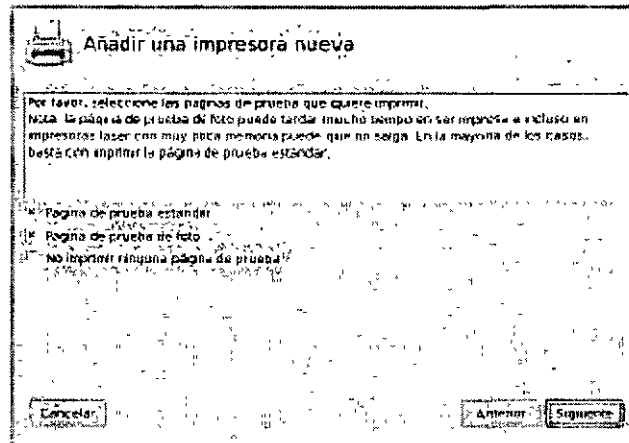 Añadir una impresora nueva
Por favor, seleccione las páginas de prueba que quiere imprimir.
Nota: la página de prueba de foto puede tardar mucho tiempo en ser impresa e incluso en
impresoras laser con muy poca memoria puede que no salga. En la mayoría de los casos,
basta con imprimir la página de prueba estándar.
Página de prueba estándar
Página de prueba de foto
No imprimir ninguna página de prueba
Cancelar
Anterior
Siguiente